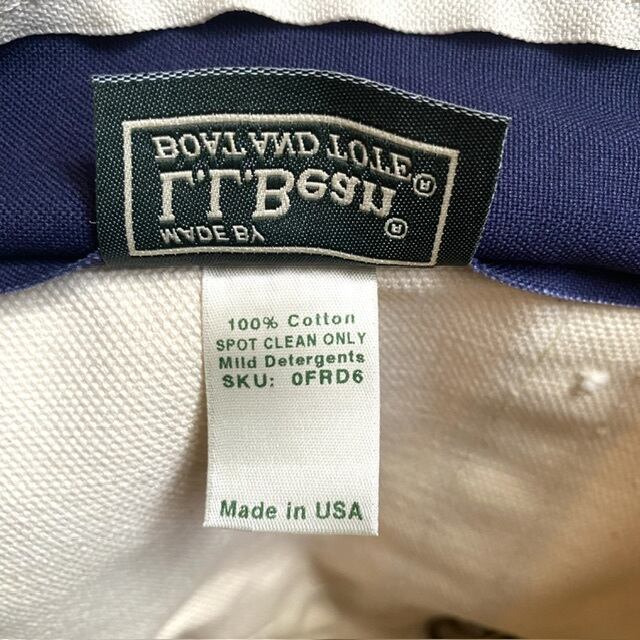 MADE BY
L.L.Bean®
BOAT AND TOTE®
100% Cotton
SPOT CLEAN ONLY
Mild Detergents
SKU: 0FRD6
Made in USA